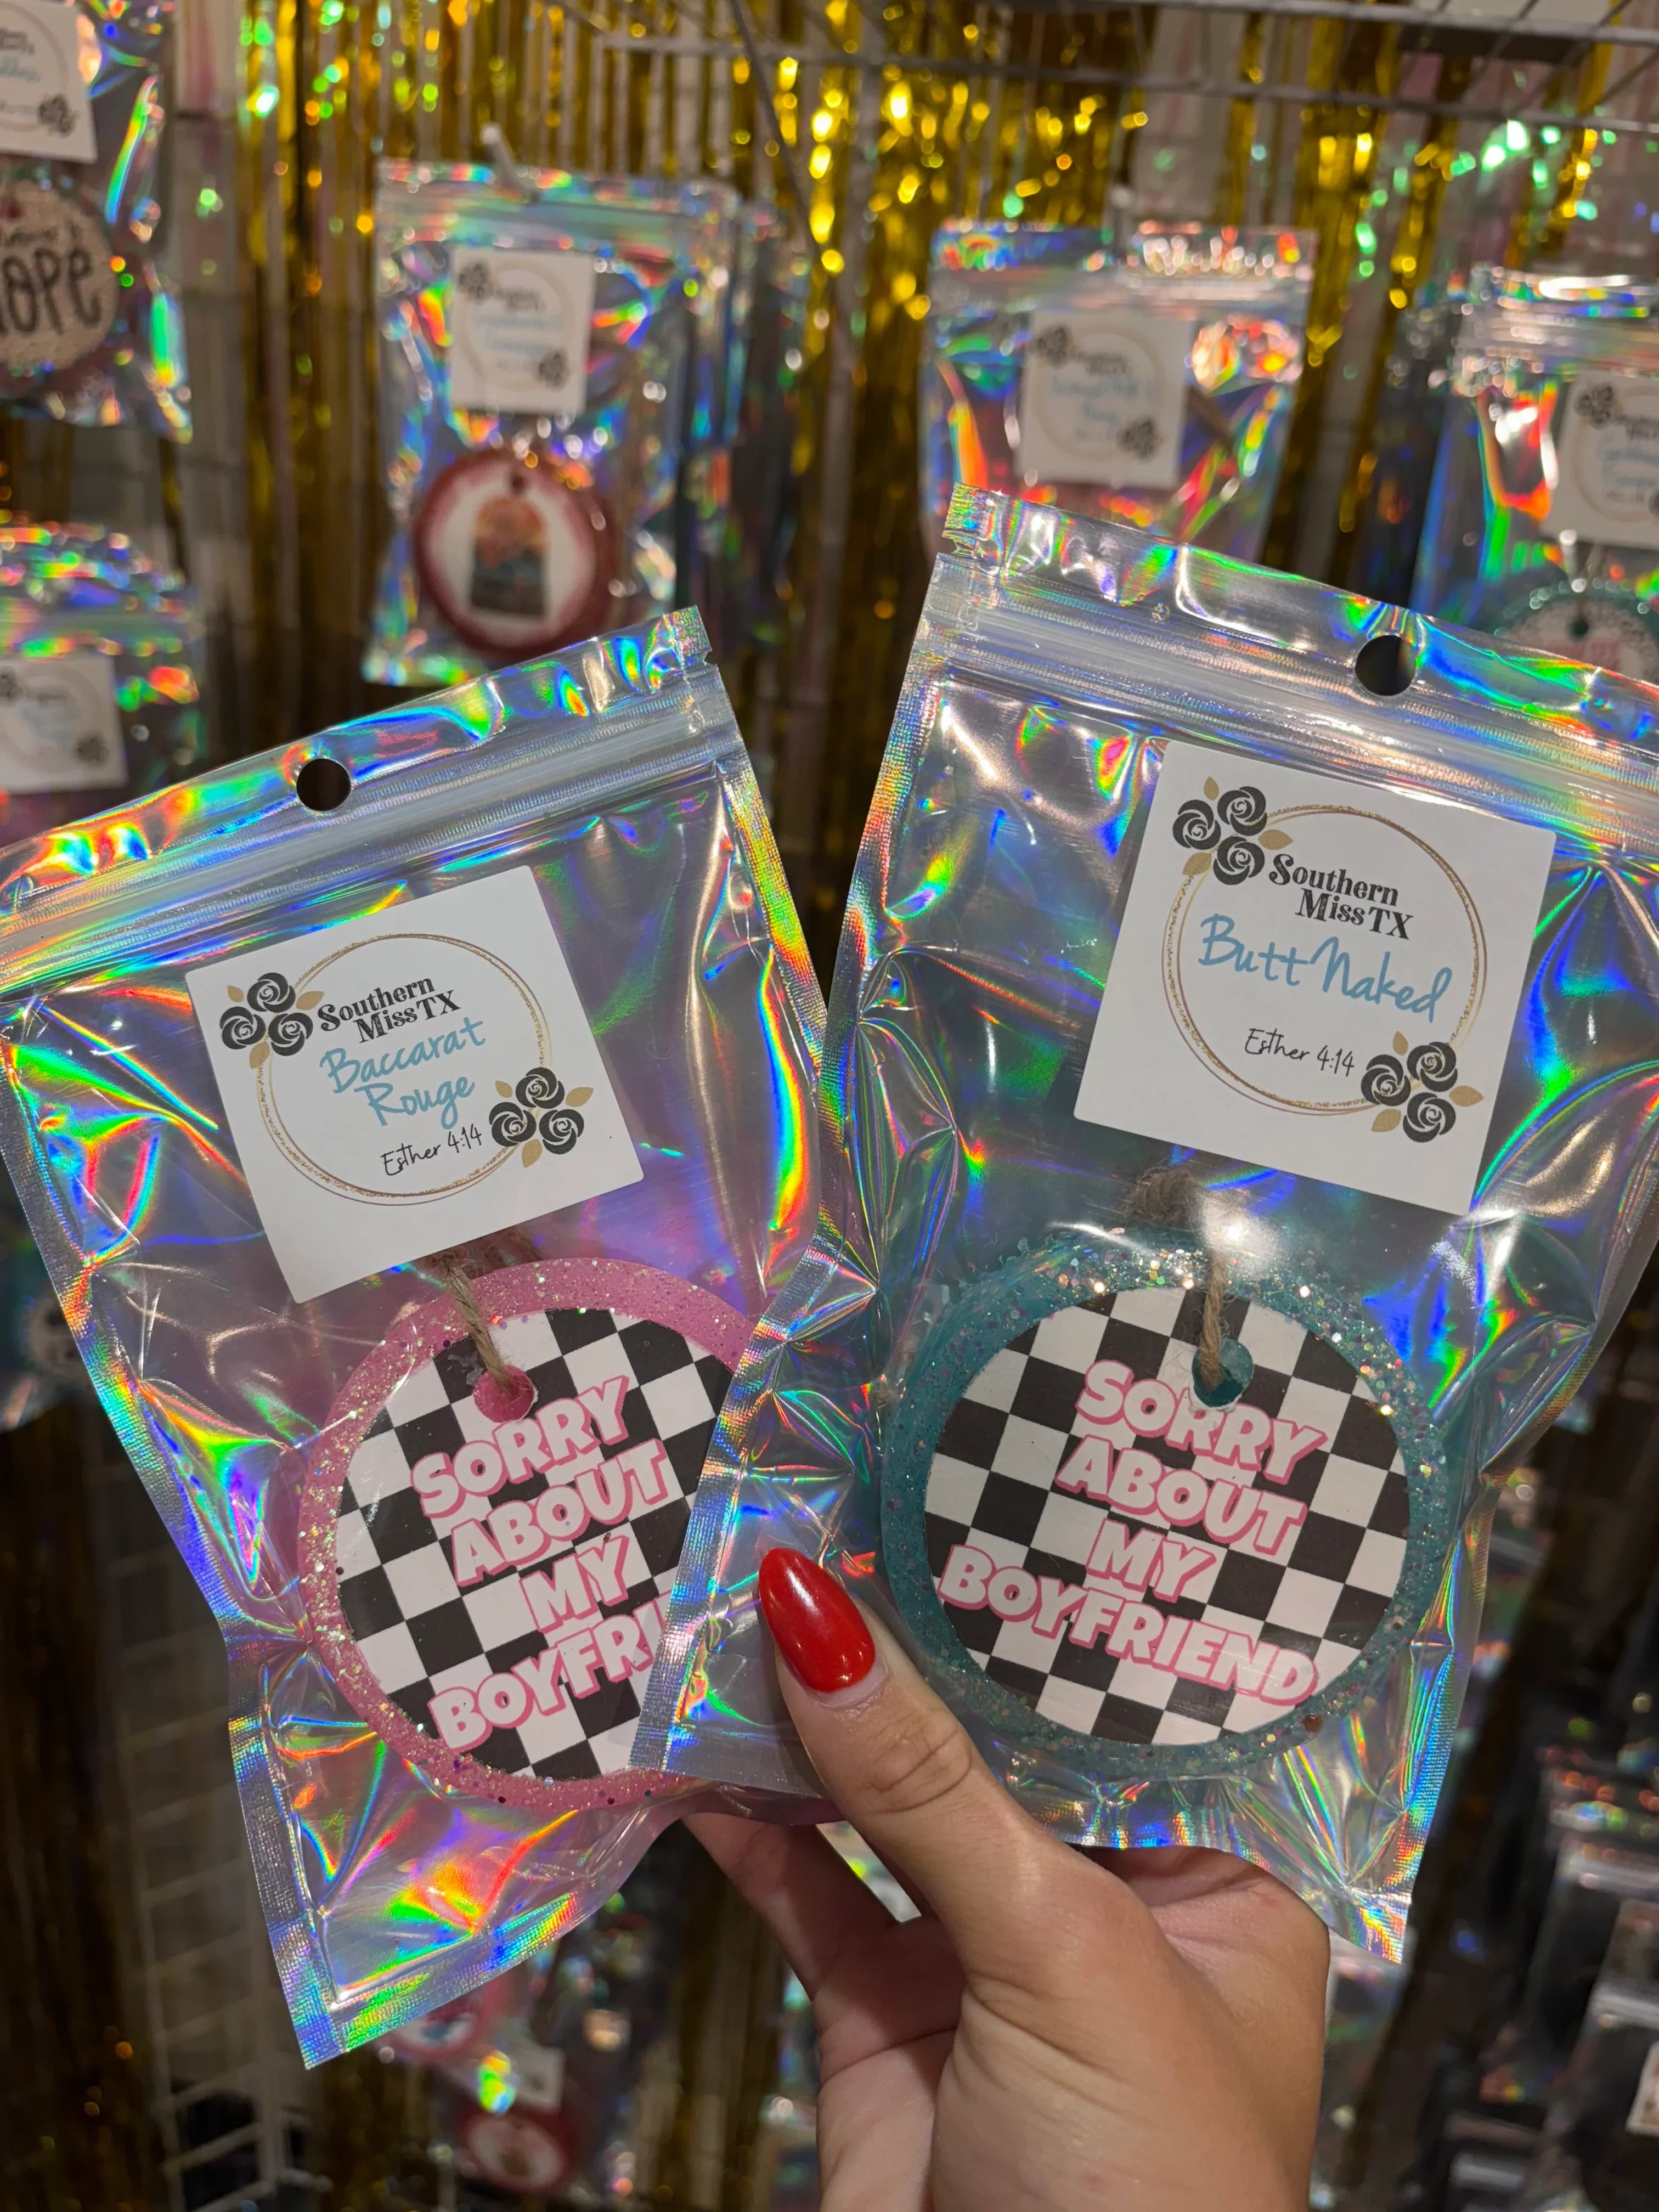 Southern
Miss TX
Baccarat
Rouge
Esther 4:14
SORRY
ABOUT
MY
BOYFRI
Southern
Miss TX
Butt Naked
Esther 4:14
SORRY
ABOUT
MY
BOYFRIEND